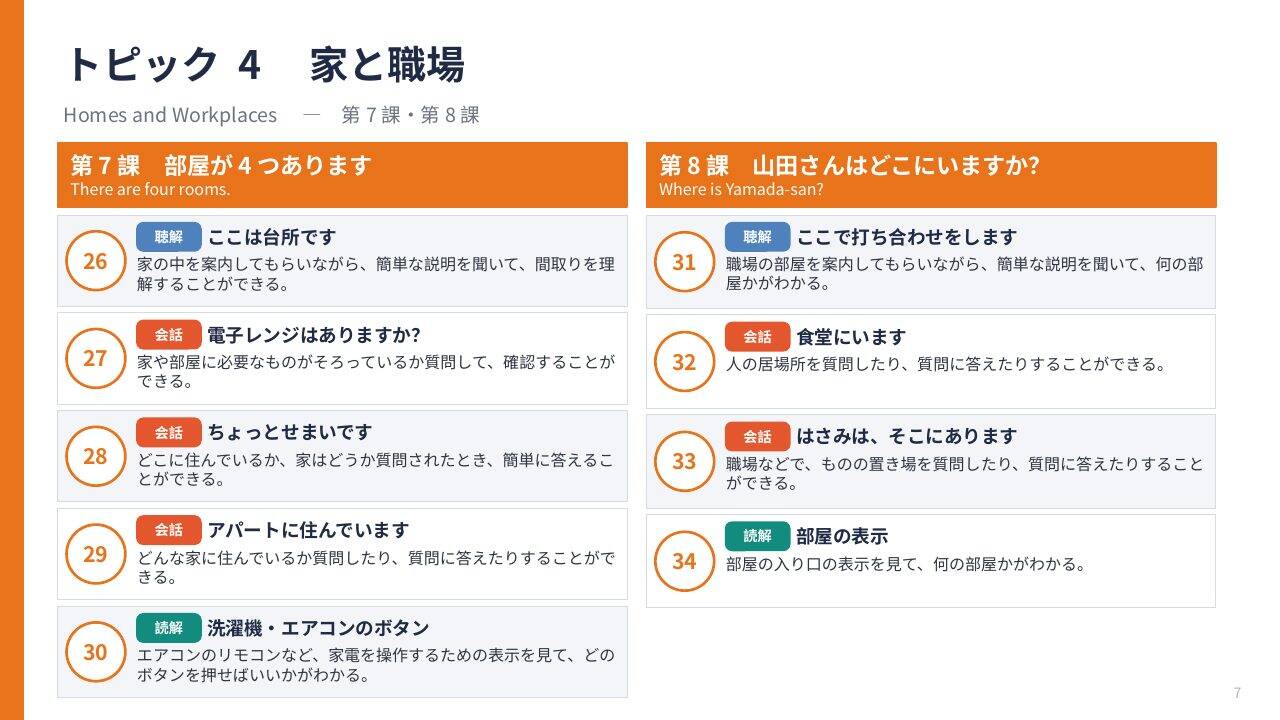 トピック 4　家と職場
Homes and Workplaces　—　第７課・第８課
第７課　部屋が４つあります
There are four rooms.
26
聴解 ここは台所です
家の中を案内してもらいながら、簡単な説明を聞いて、間取りを理
解することができる。
27
会話 電子レンジはありますか？
家や部屋に必要なものがそろっているか質問して、確認することが
できる。
28
会話 ちょっとせまいです
どこに住んでいるか、家はどうか質問されたとき、簡単に答えるこ
とができる。
29
会話 アパートに住んでいます
どんな家に住んでいるか質問したり、質問に答えたりすることがで
きる。
30
読解 洗濯機・エアコンのボタン
エアコンのリモコンなど、家電を操作するための表示を見て、どの
ボタンを押せばいいかがわかる。
第８課　山田さんはどこにいますか？
Where is Yamada-san?
31
聴解 ここで打ち合わせをします
職場の部屋を案内してもらいながら、簡単な説明を聞いて、何の部
屋かがわかる。
32
会話 食堂にいます
人の居場所を質問したり、質問に答えたりすることができる。
33
会話 はさみは、そこにあります
職場などで、ものの置き場を質問したり、質問に答えたりすること
ができる。
34
読解 部屋の表示
部屋の入り口の表示を見て、何の部屋かがわかる。
7